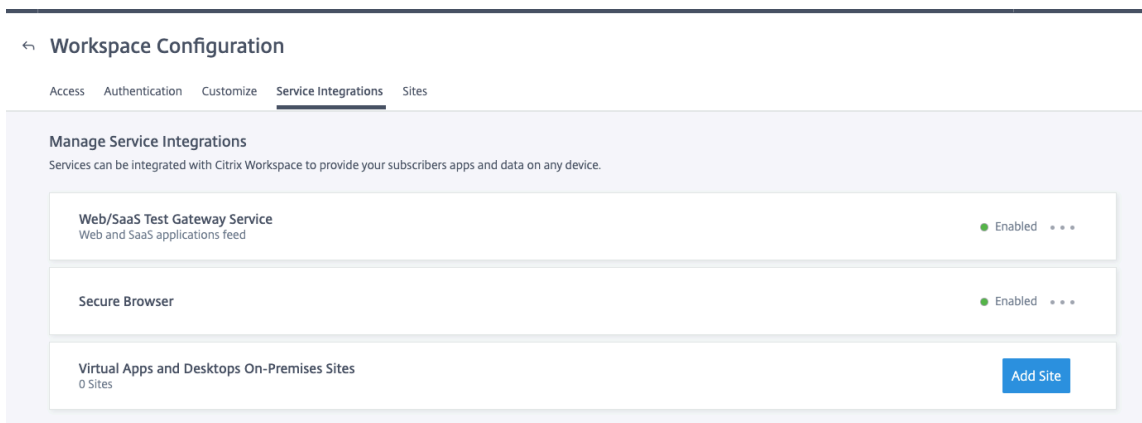 Workspace Configuration
Access Authentication Customize Service Integrations Sites
Manage Service Integrations
Services can be integrated with Citrix Workspace to provide your subscribers apps and data on any device.
Web/SaaS Test Gateway Service
Web and SaaS applications feed
Enabled
Secure Browser
Enabled
Virtual Apps and Desktops On-Premises Sites
0 Sites
Add Site